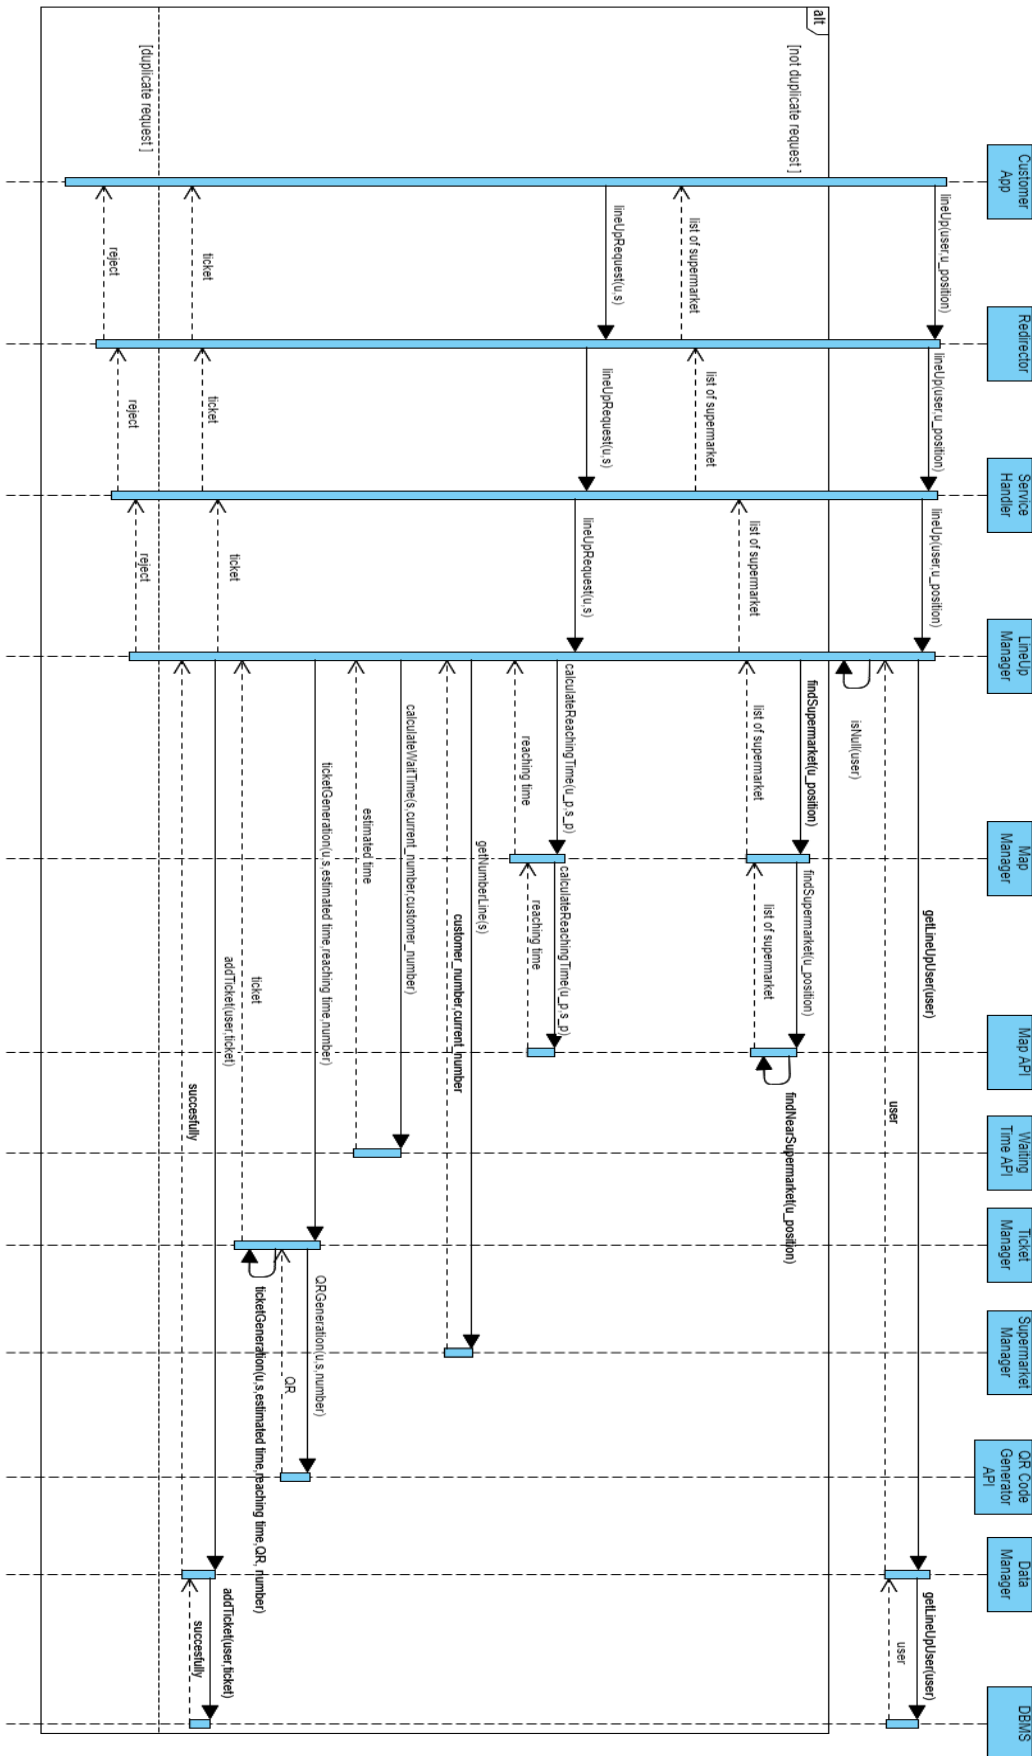 Customer
App
Redirector
Service
Handler
LineUp
Manager
Map
Manager
Map API
Waiting
Time API
Ticket
Manager
Supermarket
Manager
QR Code
Generator
API
Data
Manager
DBMS
lineUp(user,u_position)
lineUp(user,u_position)
lineUp(user,u_position)
getLineUpUser(user)
getLineUpUser(user)
user
user
isNull(user)
alt
[not duplicate request ]
findSupermarket(u_position)
findSupermarket(u_position)
findNearSupermarket(u_position)
list of supermarket
list of supermarket
list of supermarket
list of supermarket
list of supermarket
lineUpRequest(u,s)
lineUpRequest(u,s)
lineUpRequest(u,s)
calculateReachingTime(u_p,s_p)
calculateReachingTime(u_p,s_p)
reaching time
reaching time
getNumberLine(s)
customer_number,current_number
calculateWaitTime(s,current_number,customer_number)
estimated time
ticketGeneration(u,s,estimated time,reaching time,number)
QRGeneration(u,s,number)
QR
ticketGeneration(u,s,estimated time,reaching time,QR, number)
ticket
addTicket(user,ticket)
addTicket(user,ticket)
succesfully
succesfully
ticket
ticket
ticket
[duplicate request ]
reject
reject
reject